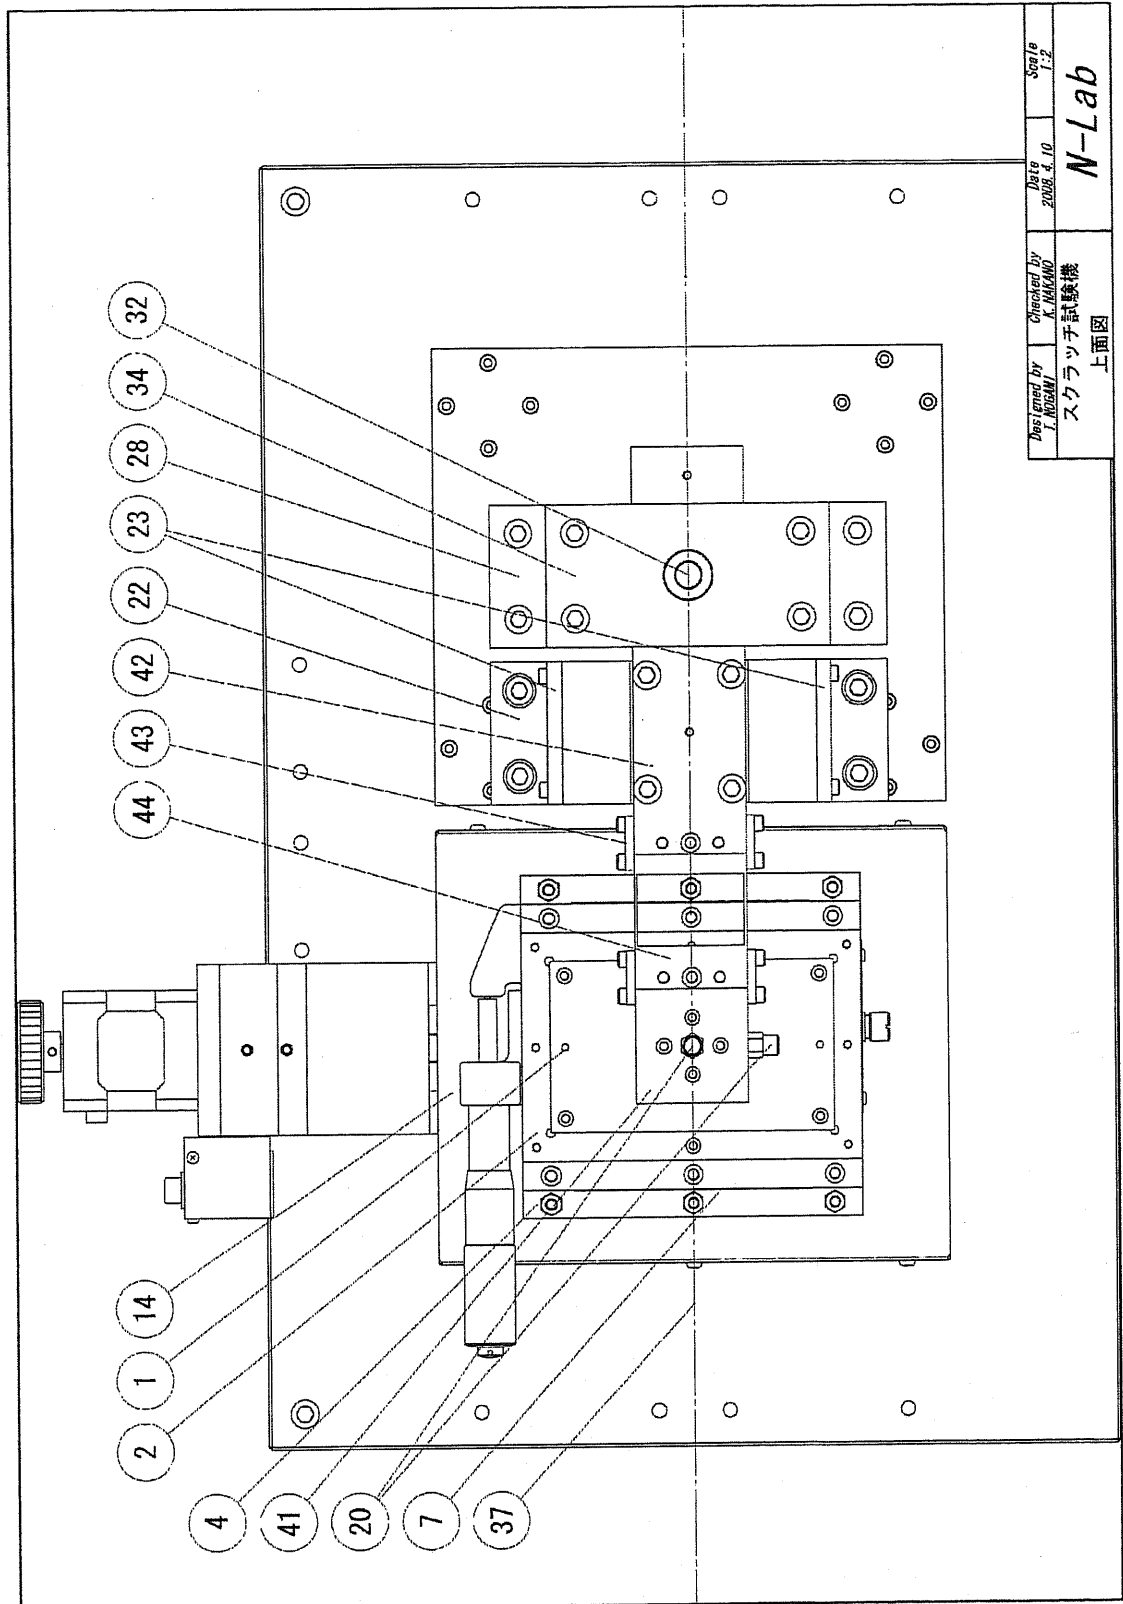 44
43
42
22
23
28
34
32
14
1
2
4
41
20
7
37
Designed by
T. NOGAMI
Checked by
K. NAKANO
Date
2008. 4. 10
Scale
1:2
スクラッチ試験機
上面図
N-Lab